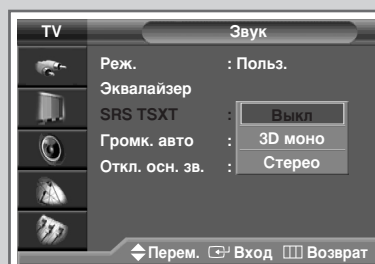 TV
Звук
Реж. : Польз.
Эквалайзер
SRS TSXT : Выкл
Громк. авто : 3D моно
Откл. осн. зв. : Стерео
Перем. Вход Возврат